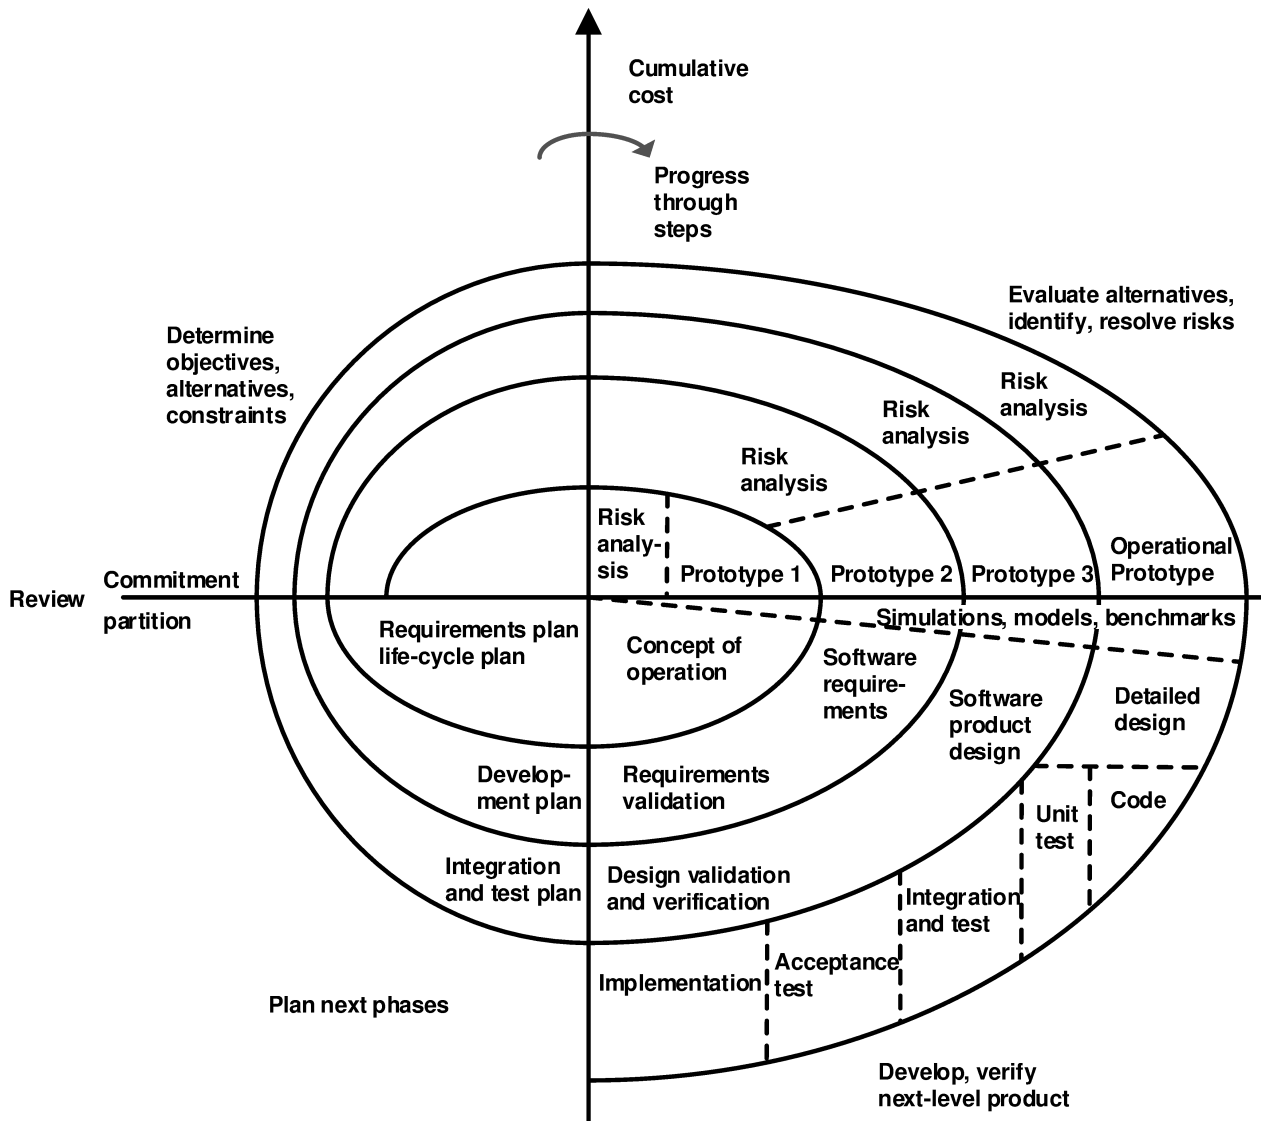 Cumulative
cost
Progress
through
steps
Evaluate alternatives,
identify, resolve risks
Determine
objectives,
alternatives,
constraints
Risk
analysis
Risk
analysis
Risk
analysis
Risk
analy-
sis
Prototype 1
Prototype 2
Prototype 3
Operational
Prototype
Review
Commitment
partition
Simulations, models, benchmarks
Requirements plan
life-cycle plan
Concept of
operation
Software
require-
ments
Software
product
design
Detailed
design
Develop-
ment plan
Requirements
validation
Unit
test
Code
Integration
and test plan
Design validation
and verification
Integration
and test
Acceptance
test
Implementation
Plan next phases
Develop, verify
next-level product